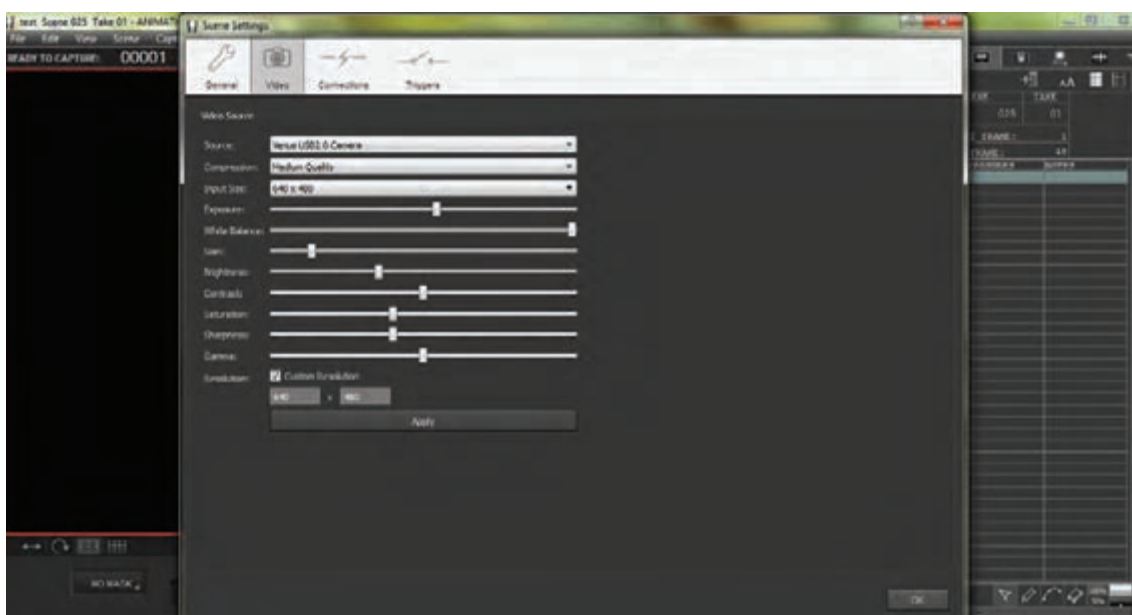 test Scene 025 Take 01 - ANIMAT
File Edit View Scene Capt
READY TO CAPTURE: 00001
Scene Settings
General Video Connections Triggers
Video Source
Source: Venus USB2.0 Camera
Compression: Medium Quality
Input Size: 640 x 480
Exposure:
White Balance:
Gain:
Brightness:
Contrast:
Saturation:
Sharpness:
Gamma:
Resolution: Custom Resolution
640 x 480
Apply
TAKE
025 01
FRAME: 1
FRAME: 48
NO MASK
OK